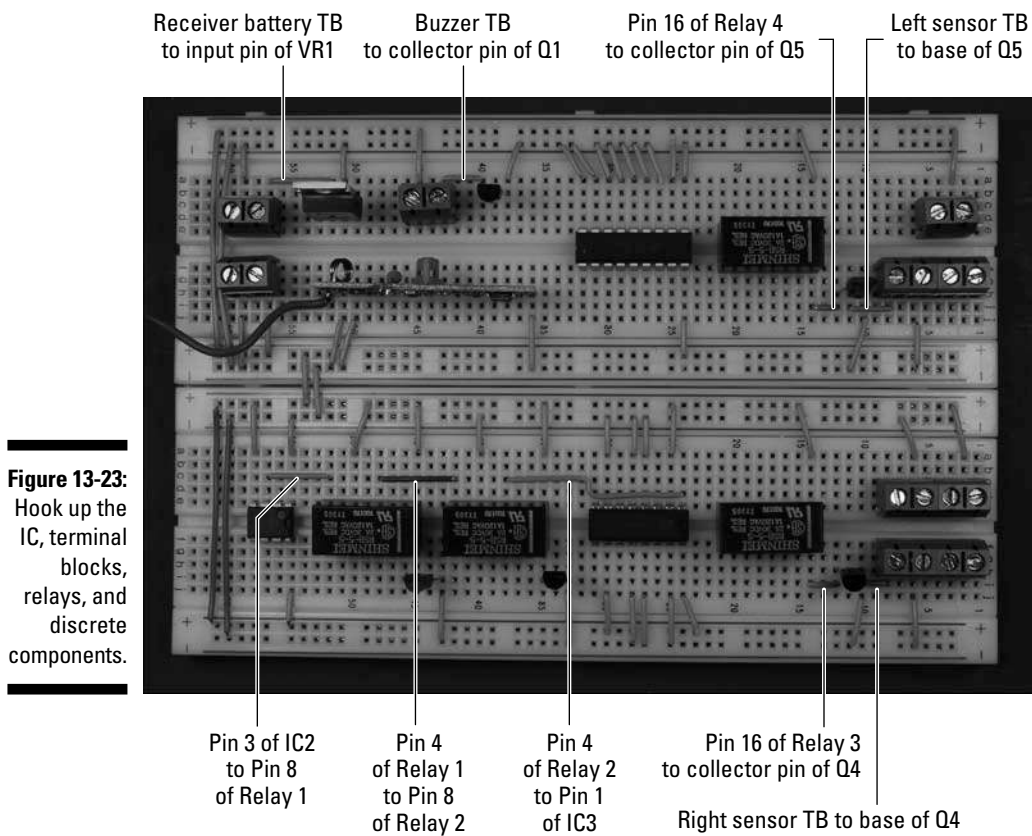 Receiver battery TB
to input pin of VR1
Buzzer TB
to collector pin of Q1
Pin 16 of Relay 4
to collector pin of Q5
Left sensor TB
to base of Q5
Figure 13-23:
Hook up the
IC, terminal
blocks,
relays, and
discrete
components.
SHINMEI
SHINMEI
SHINMEI
SHINMEI
Pin 3 of IC2
to Pin 8
of Relay 1
Pin 4
of Relay 1
to Pin 8
of Relay 2
Pin 4
of Relay 2
to Pin 1
of IC3
Pin 16 of Relay 3
to collector pin of Q4
Right sensor TB to base of Q4